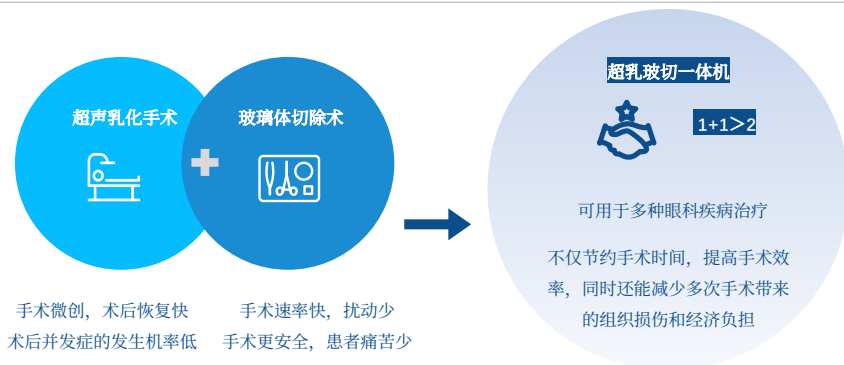 超声乳化手术
玻璃体切除术
手术微创，术后恢复快
术后并发症的发生机率低
手术速率快，扰动少
手术更安全，患者痛苦少
超乳玻切一体机
1+1＞2
可用于多种眼科疾病治疗
不仅节约手术时间，提高手术效
率，同时还能减少多次手术带来
的组织损伤和经济负担